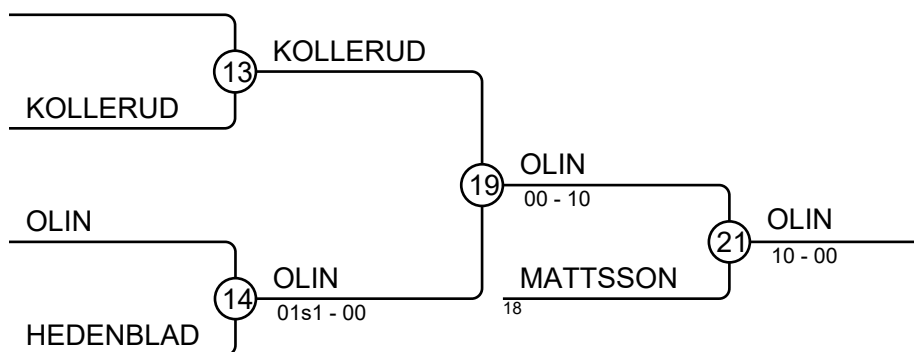 KOLLERUD
13
KOLLERUD
OLIN
19
00 - 10
OLIN
OLIN
21
10 - 00
OLIN
14
01s1 - 00
MATTSSON
18
HEDENBLAD